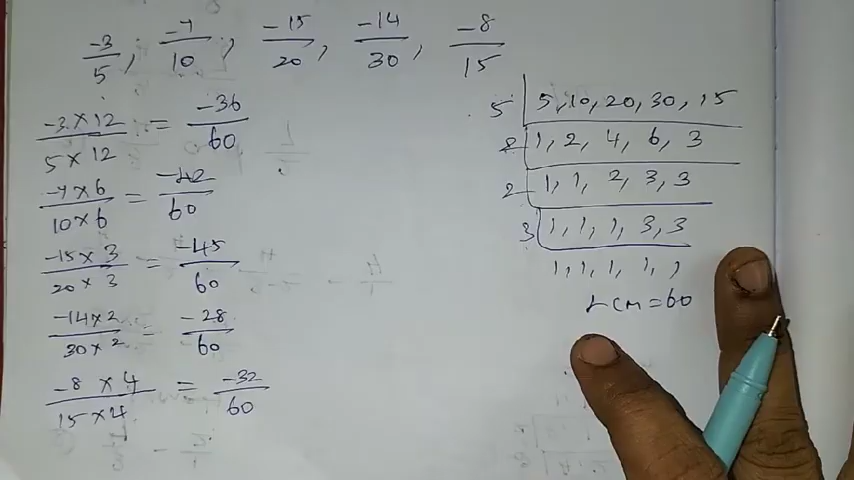 -3/5, -7/10, -15/20, -14/30, -8/15
-3 × 12 / 5 × 12 = -36/60
-7 × 6 / 10 × 6 = -42/60
-15 × 3 / 20 × 3 = -45/60
-14 × 2 / 30 × 2 = -28/60
-8 × 4 / 15 × 4 = -32/60
5 | 5, 10, 20, 30, 15
2 | 1, 2, 4, 6, 3
2 | 1, 1, 2, 3, 3
3 | 1, 1, 1, 3, 3
1, 1, 1, 1, 1
LCM = 60